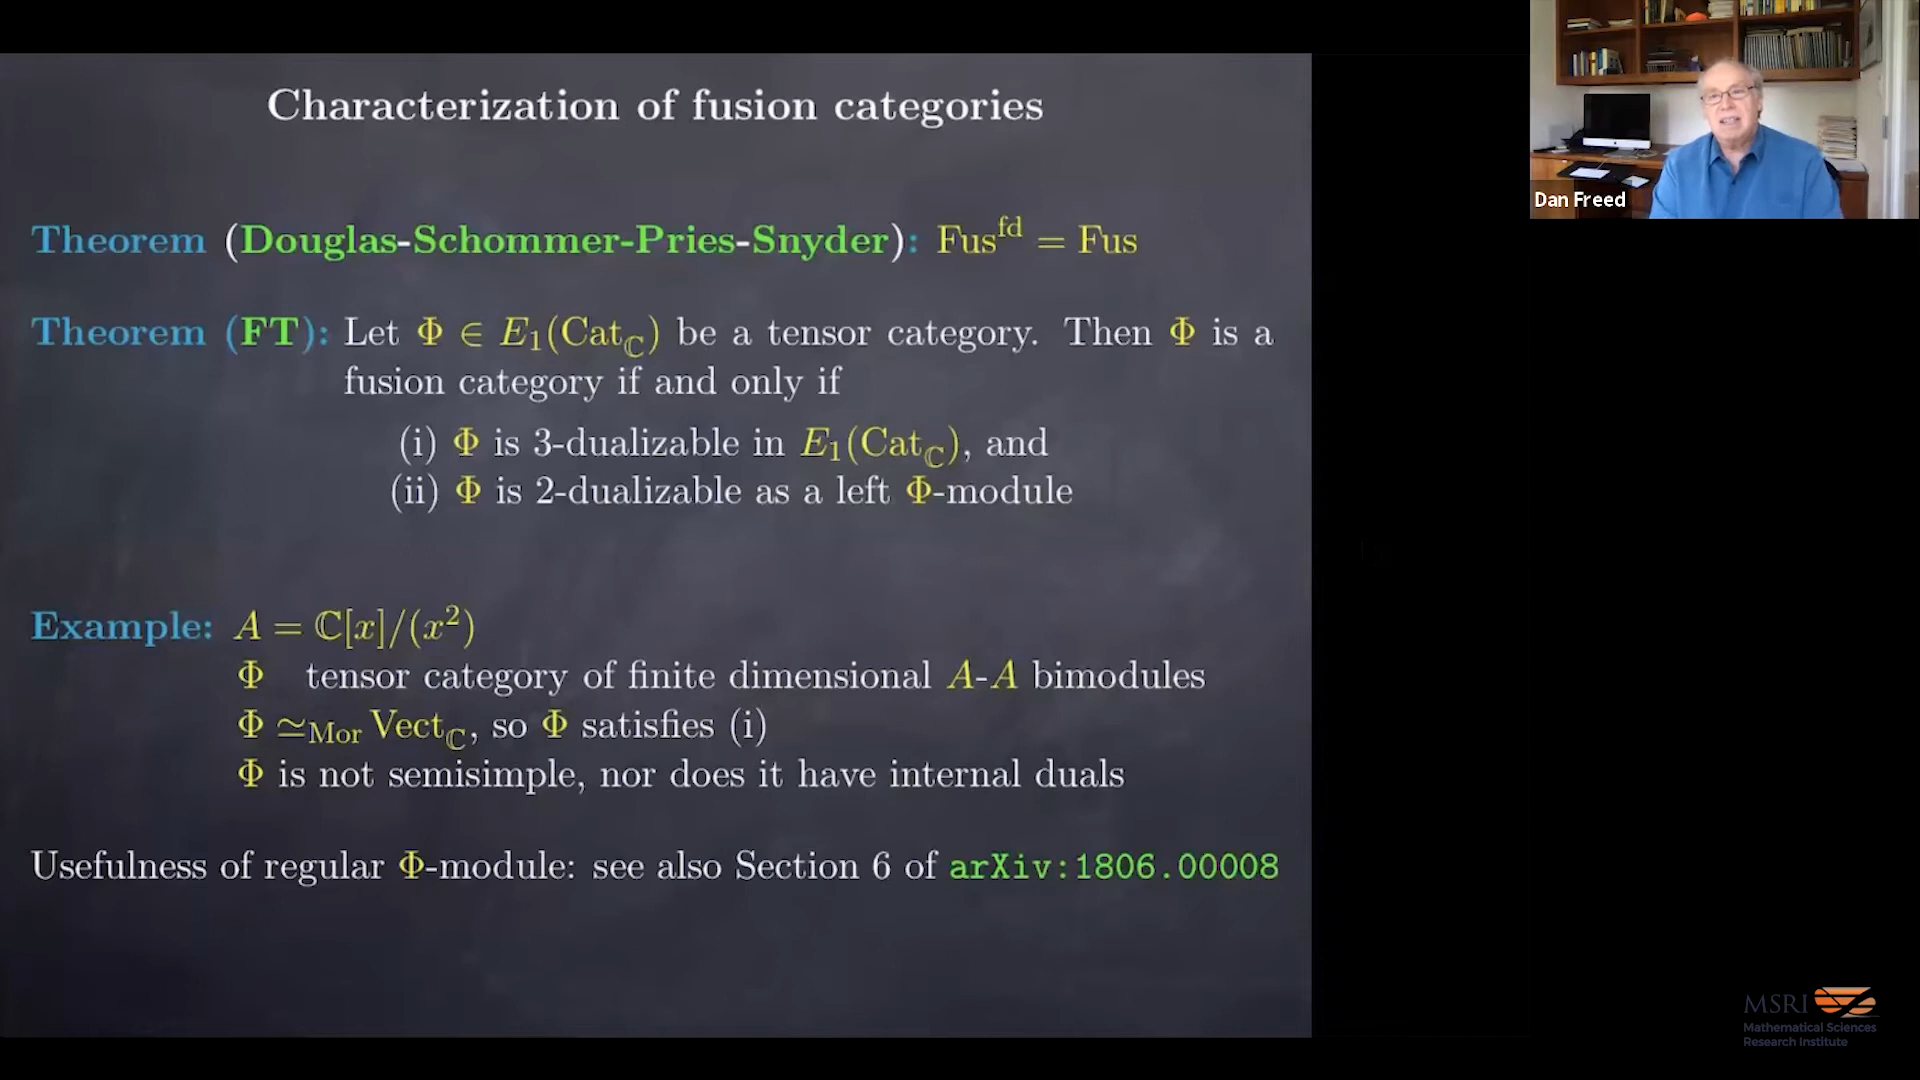 Characterization of fusion categories
Theorem (Douglas-Schommer-Pries-Snyder): Fus^fd = Fus
Theorem (FT): Let Φ ∈ E₁(Cat_ℂ) be a tensor category. Then Φ is a
fusion category if and only if
(i) Φ is 3-dualizable in E₁(Cat_ℂ), and
(ii) Φ is 2-dualizable as a left Φ-module
Example: A = ℂ[x]/(x²)
Φ tensor category of finite dimensional A-A bimodules
Φ ≃_Mor Vect_ℂ, so Φ satisfies (i)
Φ is not semisimple, nor does it have internal duals
Usefulness of regular Φ-module: see also Section 6 of arXiv:1806.00008
Dan Freed
MSRI
Mathematical Sciences
Research Institute